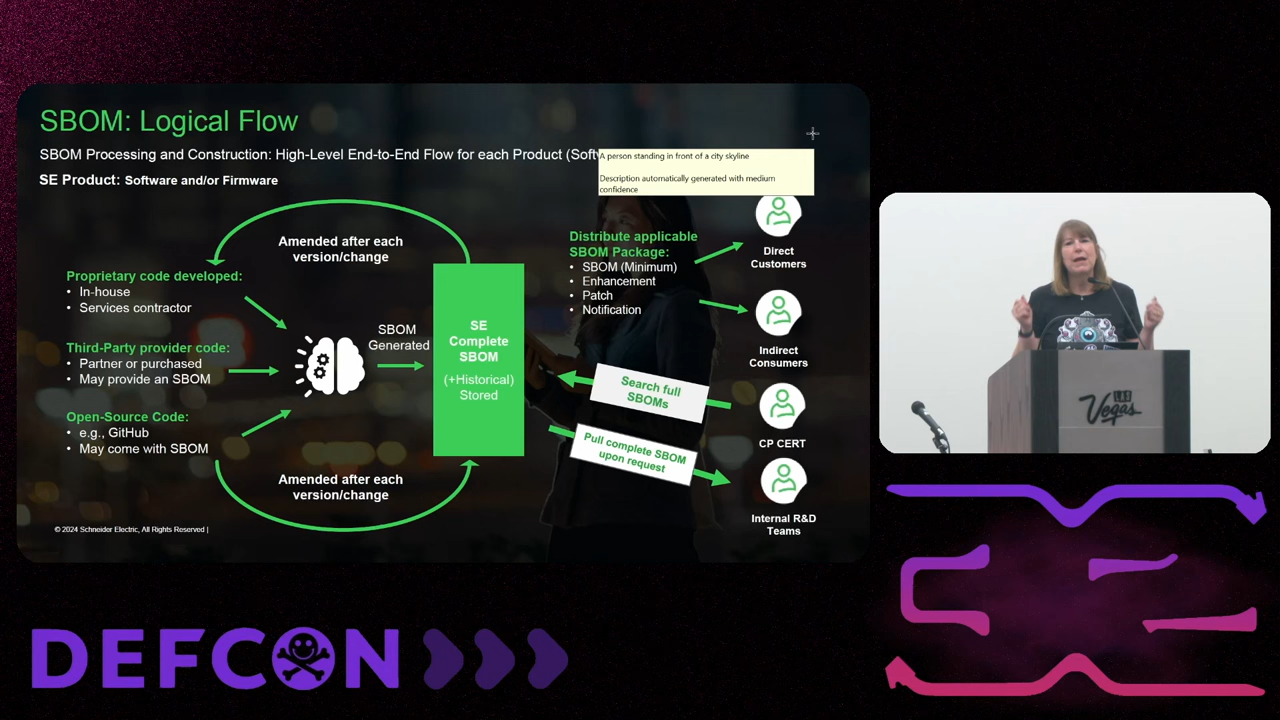 SBOM: Logical Flow
SBOM Processing and Construction: High-Level End-to-End Flow for each Product (Soft
SE Product: Software and/or Firmware
A person standing in front of a city skyline
Description automatically generated with medium
confidence
Amended after each
version/change
Proprietary code developed:
• In-house
• Services contractor
Third-Party provider code:
• Partner or purchased
• May provide an SBOM
Open-Source Code:
• e.g., GitHub
• May come with SBOM
SBOM
Generated
SE
Complete
SBOM
(+Historical)
Stored
Amended after each
version/change
Distribute applicable
SBOM Package:
• SBOM (Minimum)
• Enhancement
• Patch
• Notification
Direct
Customers
Indirect
Consumers
Search full
SBOMs
CP CERT
Pull complete SBOM
upon request
Internal R&D
Teams
© 2024 Schneider Electric, All Rights Reserved |
LAS
Vegas
DEFCON